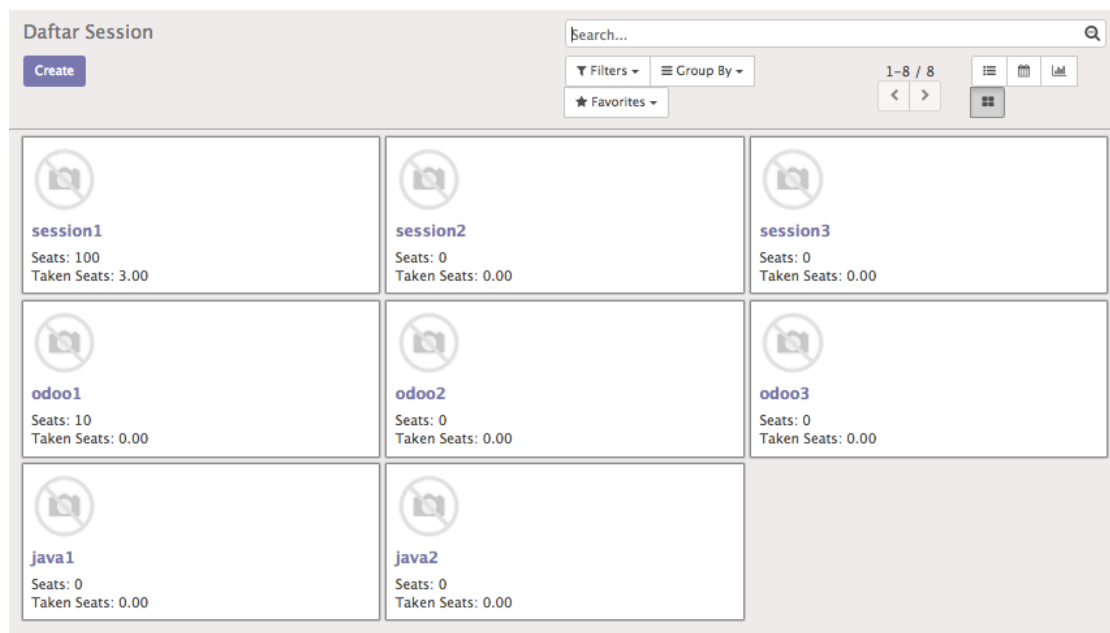 Daftar Session
Search...
Create
Filters
Group By
1-8 / 8
Favorites
session1
Seats: 100
Taken Seats: 3.00
session2
Seats: 0
Taken Seats: 0.00
session3
Seats: 0
Taken Seats: 0.00
odoo1
Seats: 10
Taken Seats: 0.00
odoo2
Seats: 0
Taken Seats: 0.00
odoo3
Seats: 0
Taken Seats: 0.00
java1
Seats: 0
Taken Seats: 0.00
java2
Seats: 0
Taken Seats: 0.00